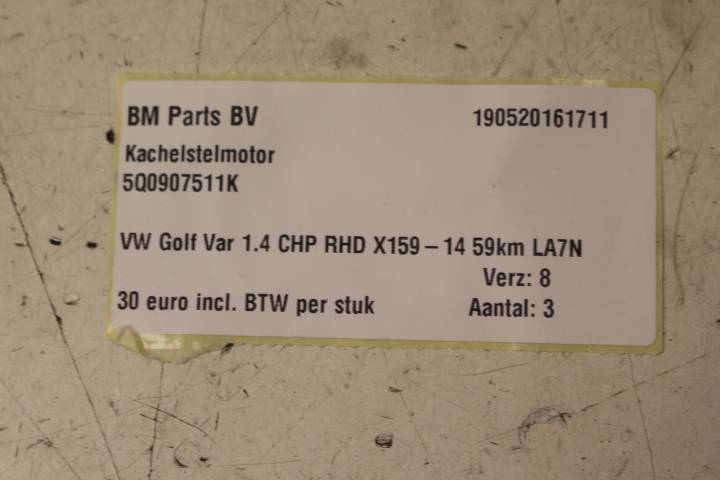 BM Parts BV 190520161711
Kachelstelmotor
5Q0907511K
VW Golf Var 1.4 CHP RHD X159 – 14 59km LA7N
Verz: 8
30 euro incl. BTW per stuk Aantal: 3